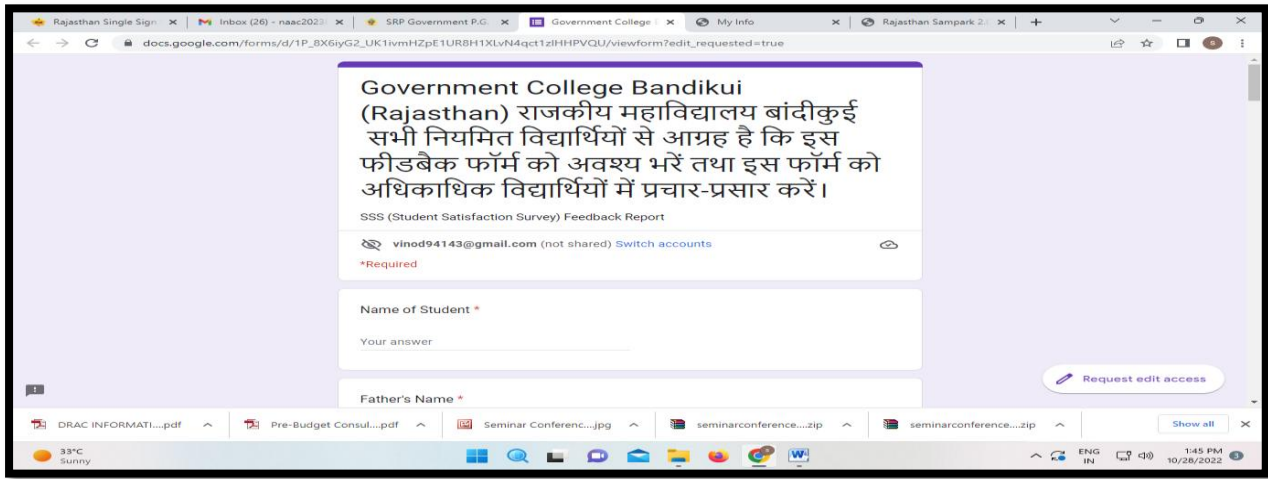 Rajasthan Single Sign
Inbox (26) - naac2023
SRP Government P.G.
Government College
My Info
Rajasthan Sampark 2.
docs.google.com/forms/d/1P_8X6iyG2_UK1ivmHZpE1UR8H1XLvN4qct1zlHHPVQU/viewform?edit_requested=true
S
Government College Bandikui
(Rajasthan) राजकीय महाविद्यालय बांदीकुई
सभी नियमित विद्यार्थियों से आग्रह है कि इस
फीडबैक फॉर्म को अवश्य भरें तथा इस फॉर्म को
अधिकाधिक विद्यार्थियों में प्रचार-प्रसार करें।
SSS (Student Satisfaction Survey) Feedback Report
vinod94143@gmail.com (not shared) Switch accounts
*Required
Name of Student *
Your answer
Request edit access
Father's Name *
DRAC INFORMATI....pdf
Pre-Budget Consul....pdf
Seminar Conferenc...jpg
seminarconference....zip
seminarconference....zip
Show all
33°C
Sunny
ENG
IN
1:45 PM
10/28/2022
3